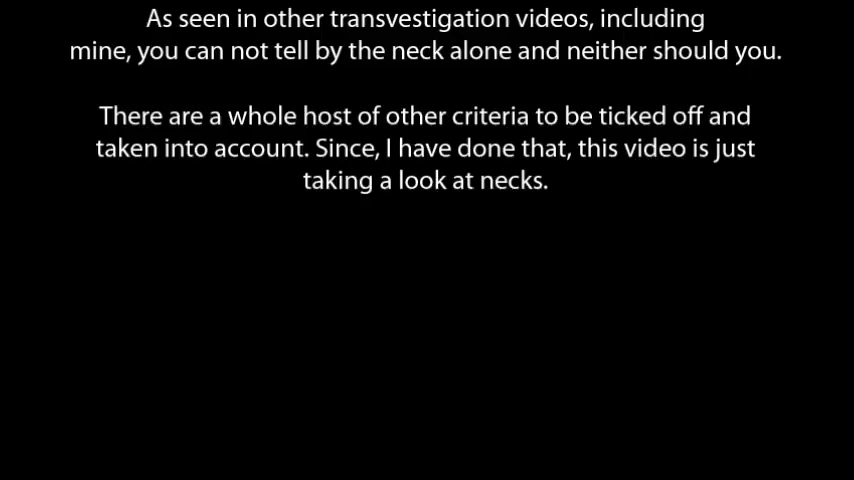 As seen in other transvestigation videos, including
mine, you can not tell by the neck alone and neither should you.
There are a whole host of other criteria to be ticked off and
taken into account. Since, I have done that, this video is just
taking a look at necks.